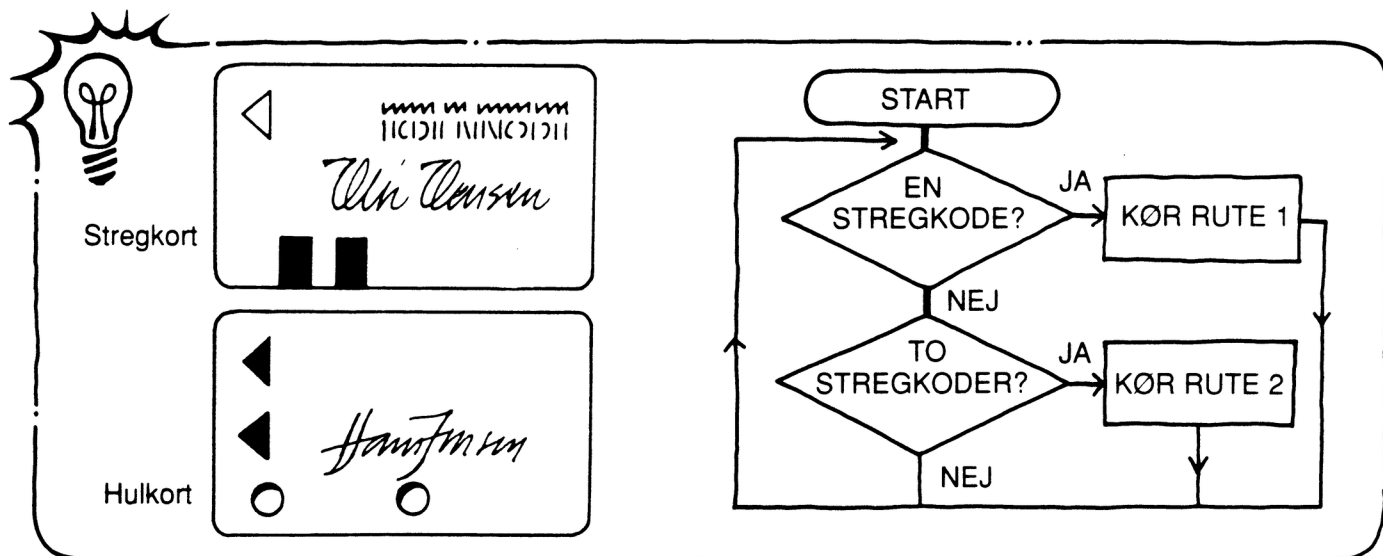 Stregkort
Hulkort
START
EN
STREGKODE?
JA
KØR RUTE 1
NEJ
TO
STREGKODER?
JA
KØR RUTE 2
NEJ